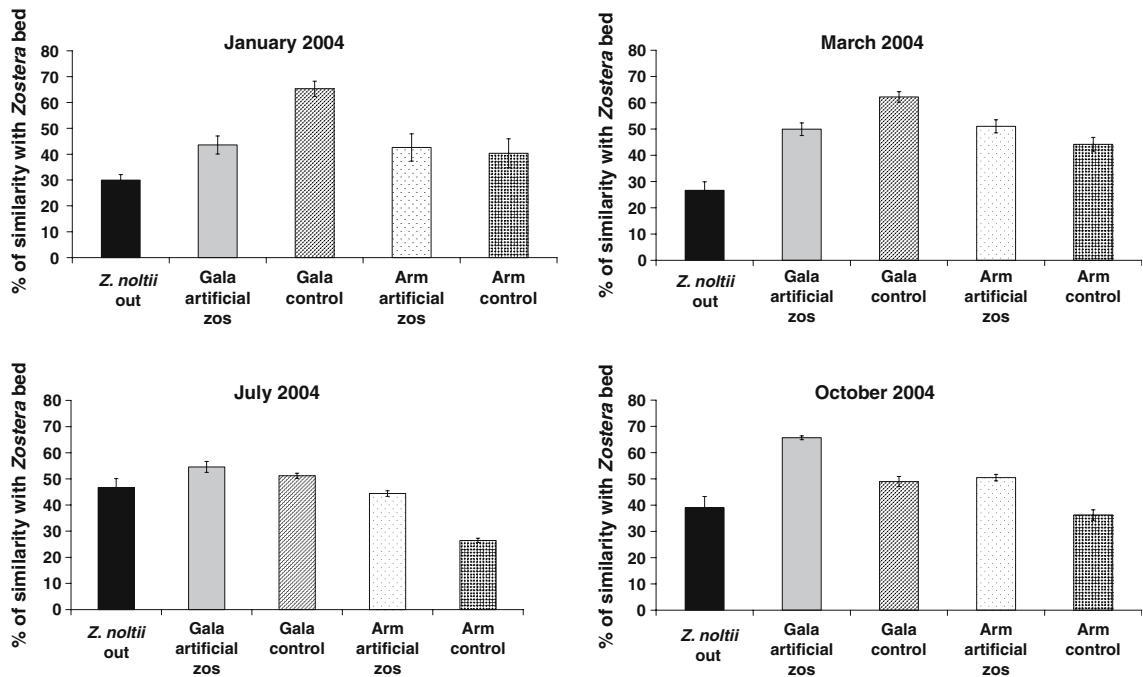 January 2004
% of similarity with Zostera bed
80
70
60
50
40
30
20
10
0
Z. noltii out
Gala artificial zos
Gala control
Arm artificial zos
Arm control
March 2004
% of similarity with Zostera bed
80
70
60
50
40
30
20
10
0
Z. noltii out
Gala artificial zos
Gala control
Arm artificial zos
Arm control
July 2004
% of similarity with Zostera bed
80
70
60
50
40
30
20
10
0
Z. noltii out
Gala artificial zos
Gala control
Arm artificial zos
Arm control
October 2004
% of similarity with Zostera bed
80
70
60
50
40
30
20
10
0
Z. noltii out
Gala artificial zos
Gala control
Arm artificial zos
Arm control